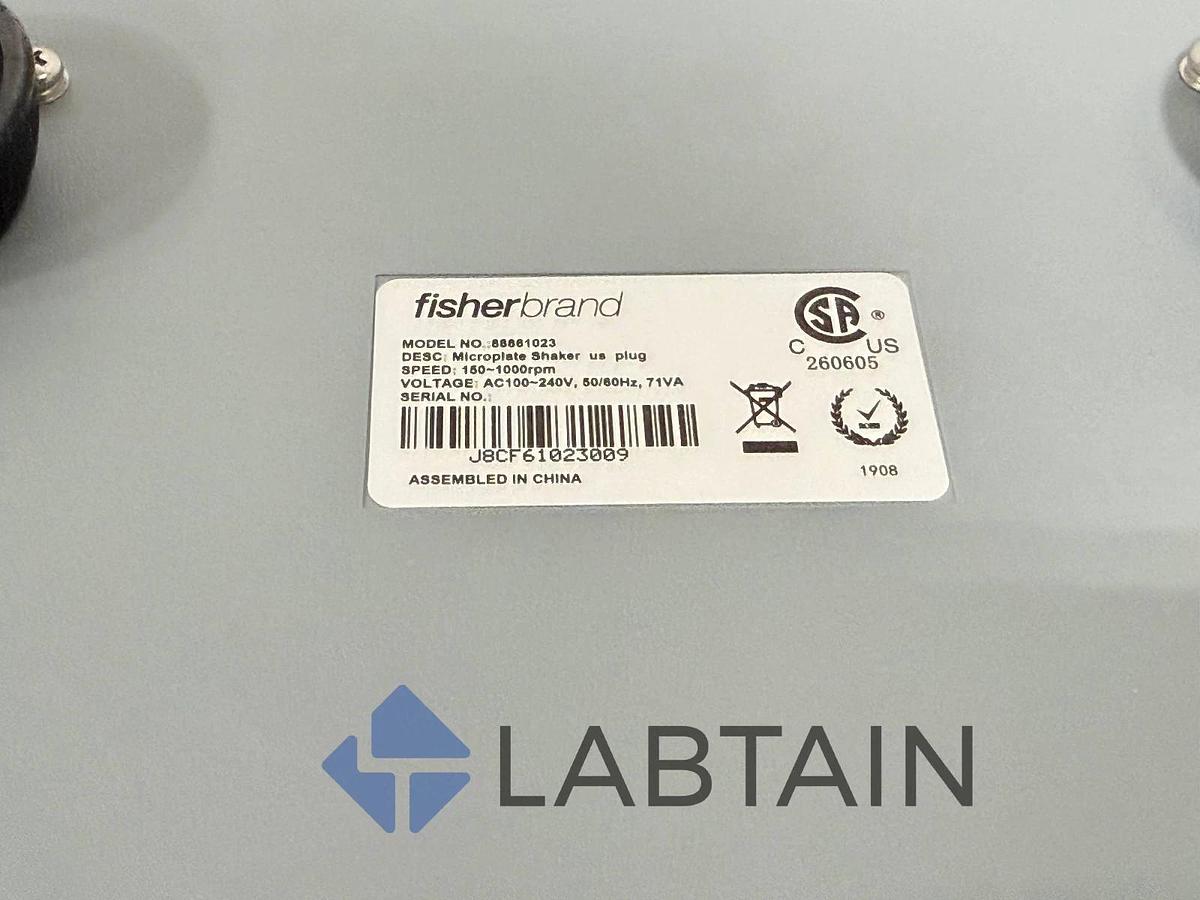 fisherbrand
MODEL NO.:88861023
DESC: Microplate Shaker us plug
SPEED: 150~1000rpm
VOLTAGE: AC100~240V, 50/60Hz, 71VA
SERIAL NO.:
J8CF61023009
ASSEMBLED IN CHINA
CSA ®
C US
260605
1908
LABTAIN